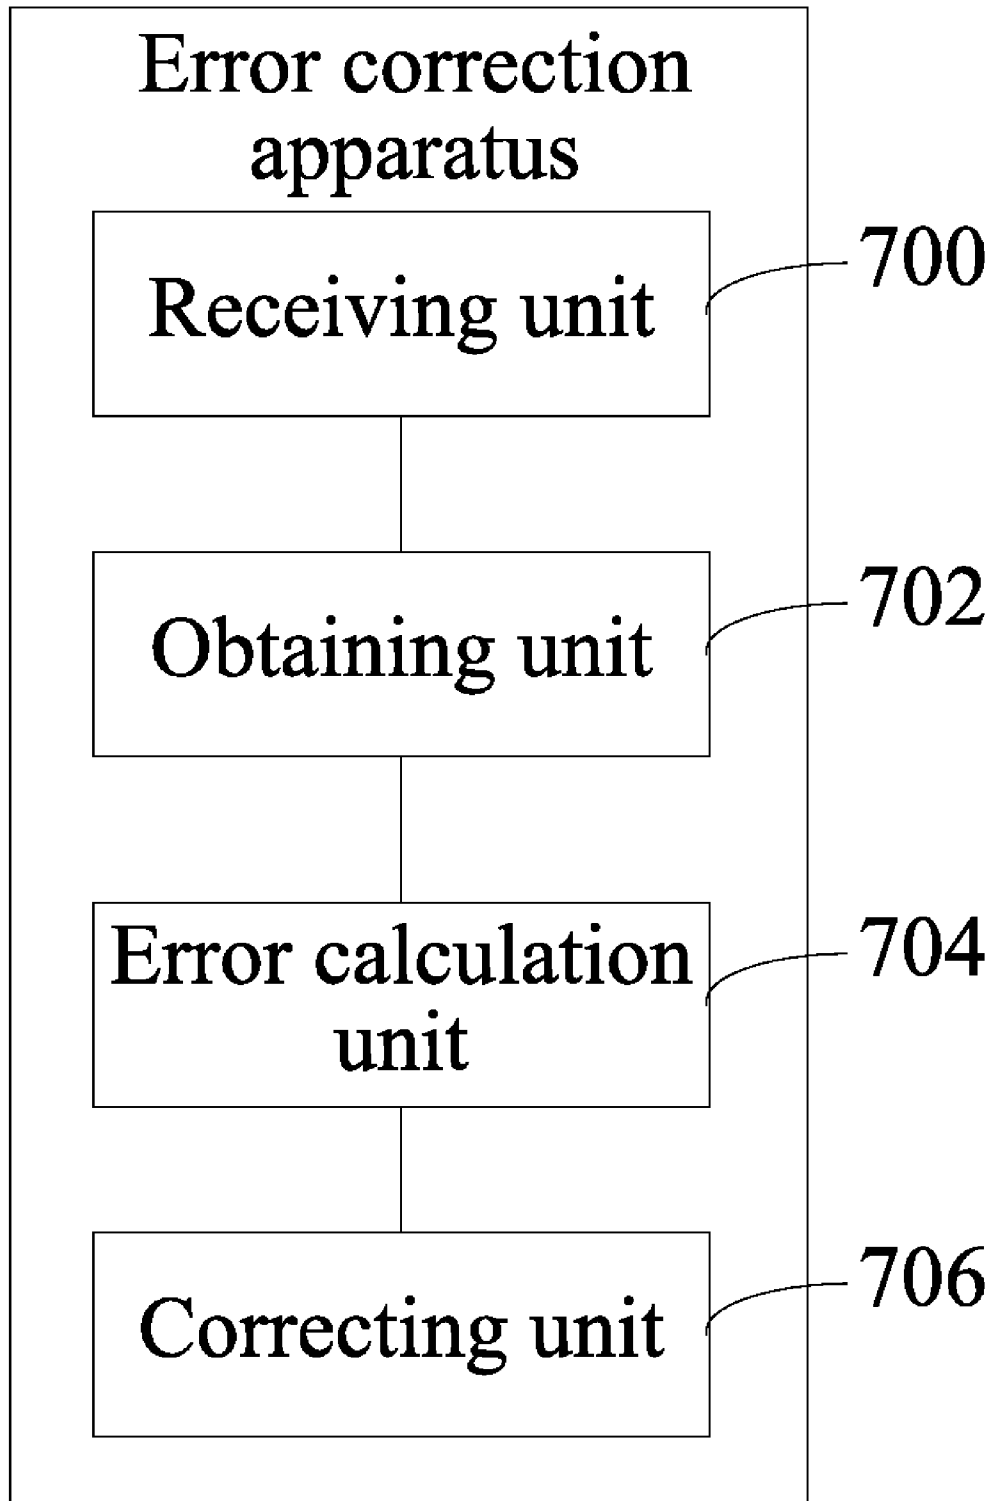 Error correction
apparatus
Receiving unit
700
Obtaining unit
702
Error calculation
unit
704
Correcting unit
706